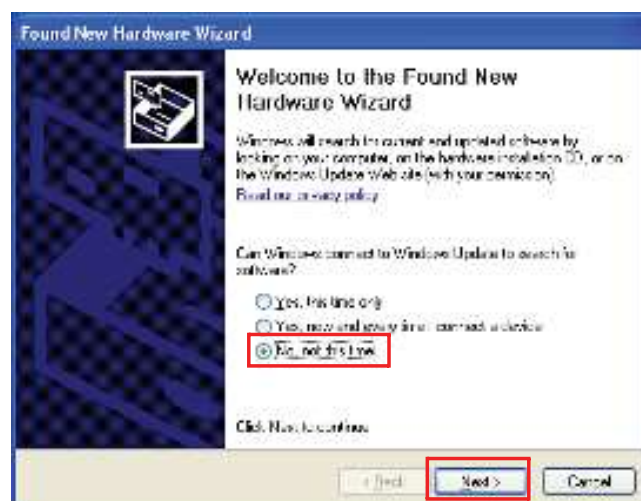 Found New Hardware Wizard
Welcome to the Found New
Hardware Wizard
Windows will search for current and updated software by
looking on your computer, on the hardware installation CD, or on
the Windows Update Web site (with your permission).
Read our privacy policy
Can Windows connect to Windows Update to search for
software?
Yes, this time only
Yes, now and every time I connect a device
No, not this time
Click Next to continue
< Back
Next >
Cancel